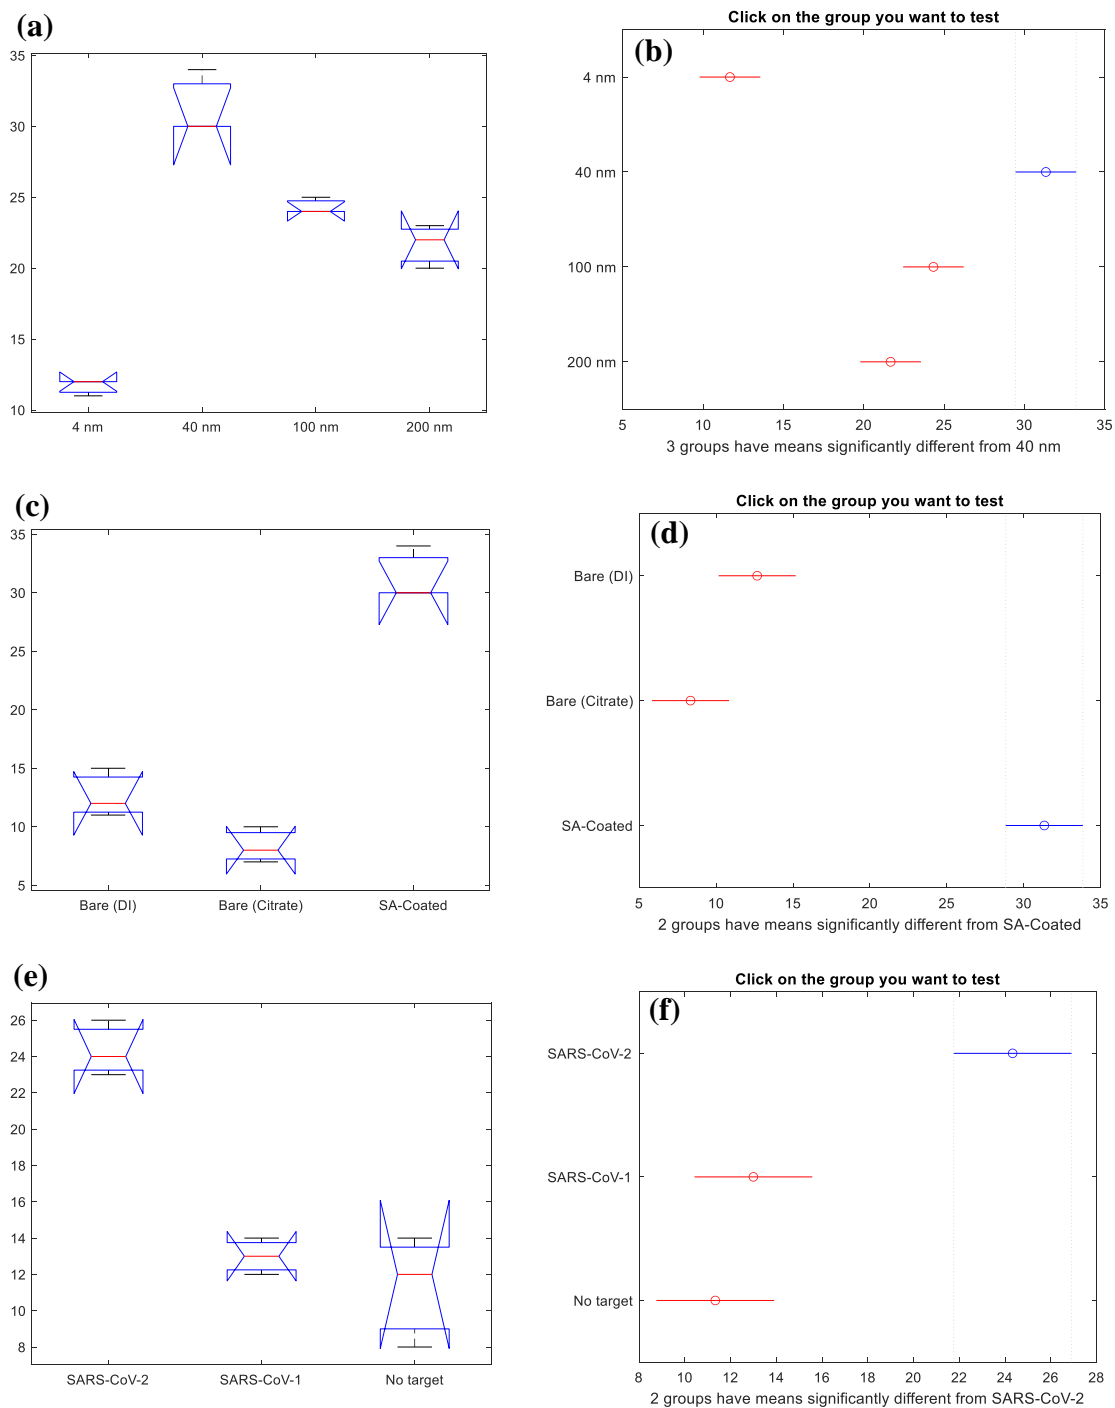 (a)
35
30
25
20
15
10
4 nm 40 nm 100 nm 200 nm
Click on the group you want to test
(b)
4 nm
40 nm
100 nm
200 nm
5 10 15 20 25 30 35
3 groups have means significantly different from 40 nm
(c)
35
30
25
20
15
10
5
Bare (DI) Bare (Citrate) SA-Coated
Click on the group you want to test
(d)
Bare (DI)
Bare (Citrate)
SA-Coated
5 10 15 20 25 30 35
2 groups have means significantly different from SA-Coated
(e)
26
24
22
20
18
16
14
12
10
8
SARS-CoV-2 SARS-CoV-1 No target
Click on the group you want to test
(f)
SARS-CoV-2
SARS-CoV-1
No target
8 10 12 14 16 18 20 22 24 26 28
2 groups have means significantly different from SARS-CoV-2